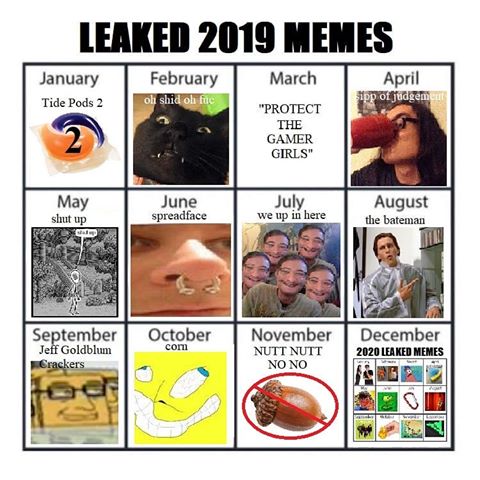 LEAKED 2019 MEMES
January
February
March
April
Tide Pods 2
2
oh shid oh fuc
"PROTECT
THE
GAMER
GIRLS"
sipp of judgement
May
June
July
August
shut up
shut up
spreadface
we up in here
the bateman
September
October
November
December
Jeff Goldblum
Crackers
corn
NUTT NUTT
NO NO
2020 LEAKED MEMES